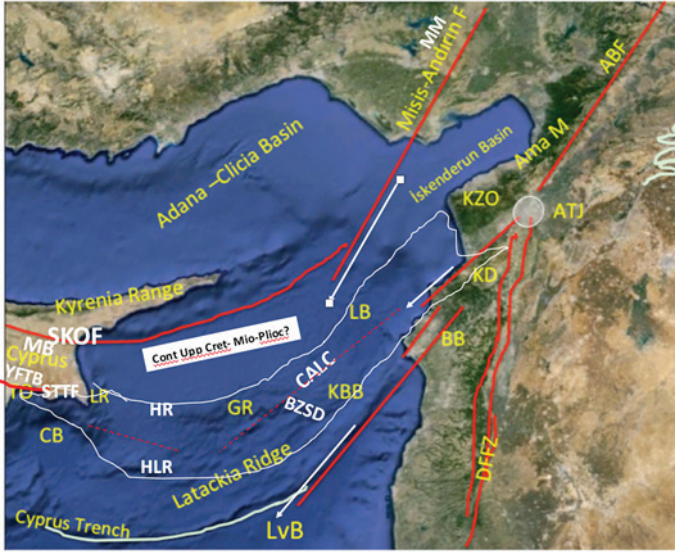 MM
Misis-Andirin F
ABF
Adana –Clicia Basin
İskenderun Basin
Ama M
KZO
ATJ
KD
Kyrenia Range
LB
SKOF
MB
Cyprus
Cont Upp Cret- Mio-Plioc?
BB
CALC
YFTB
STTF
LR
HR
GR
KBB
BZSD
CB
HLR
Latackia Ridge
DFFZ
Cyprus Trench
LvB